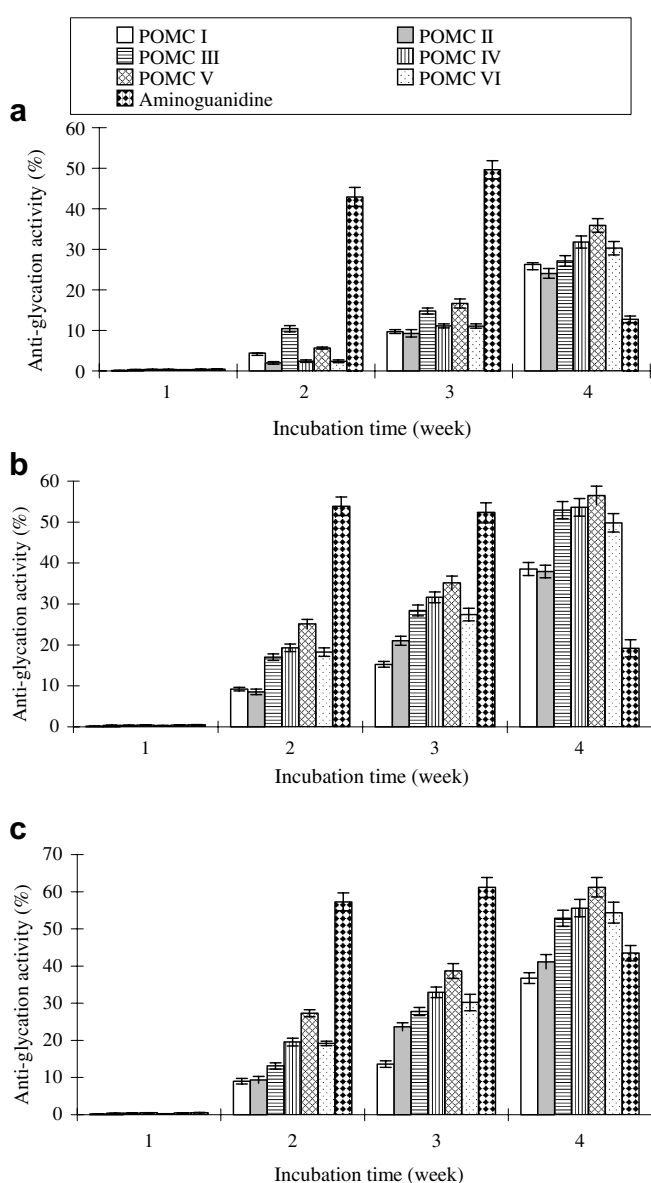 POMC I POMC II
POMC III POMC IV
POMC V POMC VI
Aminoguanidine
a
Anti-glycation activity (%)
60
50
40
30
20
10
0
1 2 3 4
Incubation time (week)
b
Anti-glycation activity (%)
60
50
40
30
20
10
0
1 2 3 4
Incubation time (week)
c
Anti-glycation activity (%)
70
60
50
40
30
20
10
0
1 2 3 4
Incubation time (week)